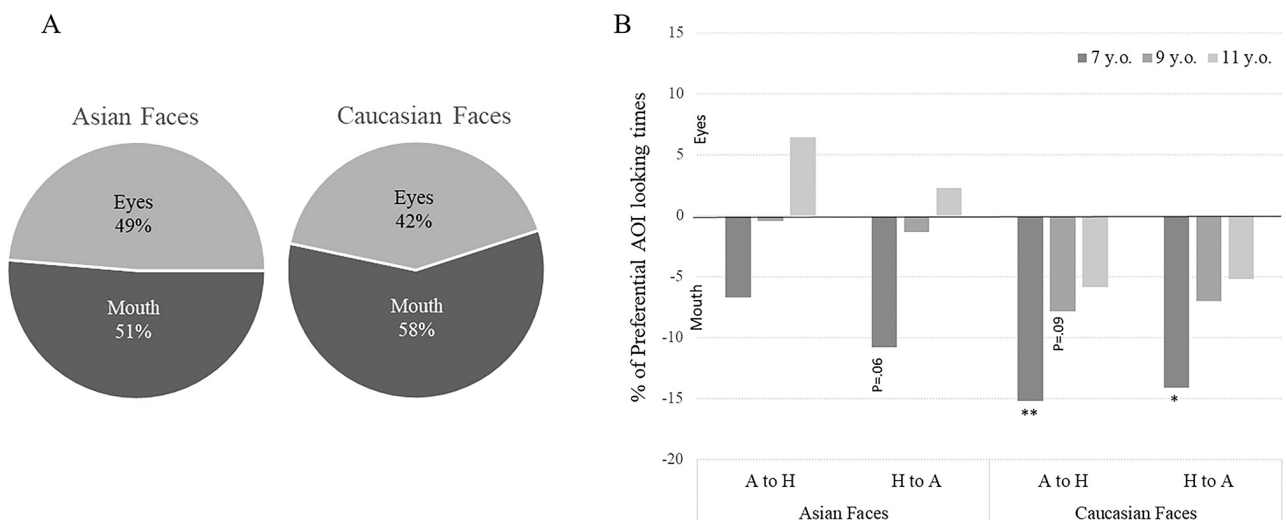 A
Asian Faces
Eyes
49%
Mouth
51%
Caucasian Faces
Eyes
42%
Mouth
58%
B
% of Preferential AOI looking times
15
10
5
0
-5
-10
-15
-20
Eyes
Mouth
7 y.o. 9 y.o. 11 y.o.
P=.06
**
P=.09
*
A to H H to A A to H H to A
Asian Faces Caucasian Faces